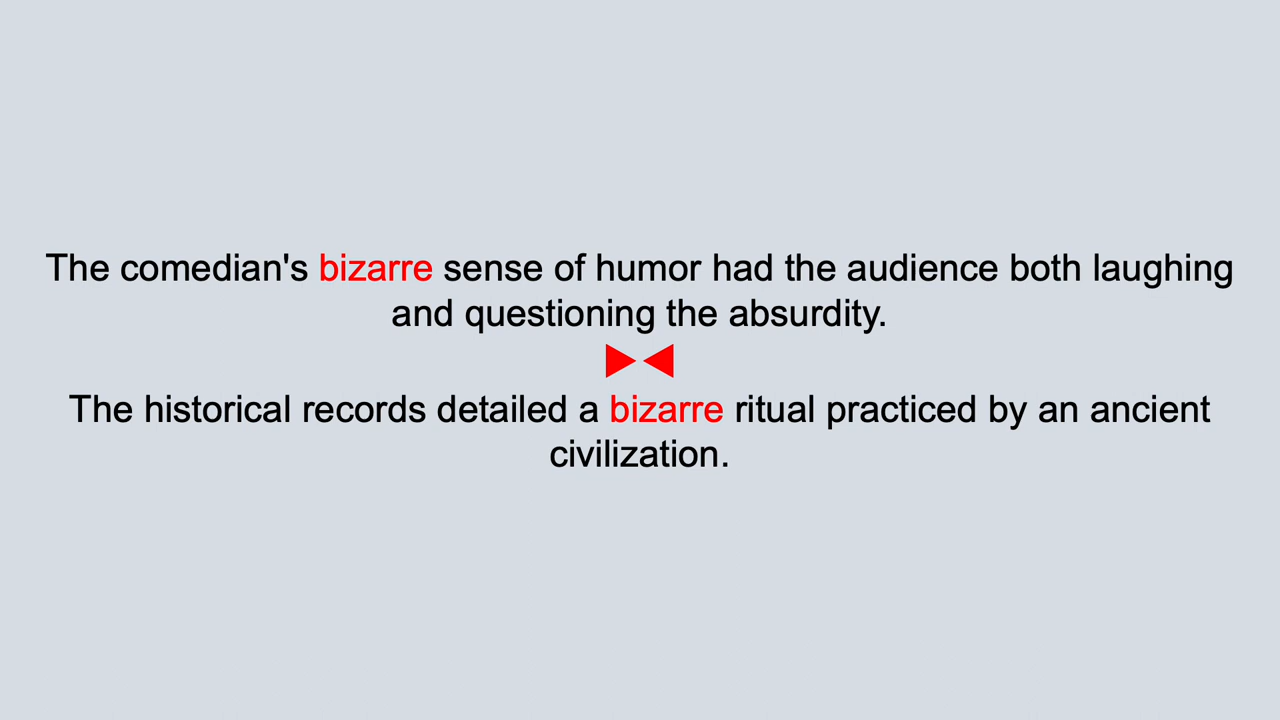 The comedian's bizarre sense of humor had the audience both laughing
and questioning the absurdity.
The historical records detailed a bizarre ritual practiced by an ancient
civilization.